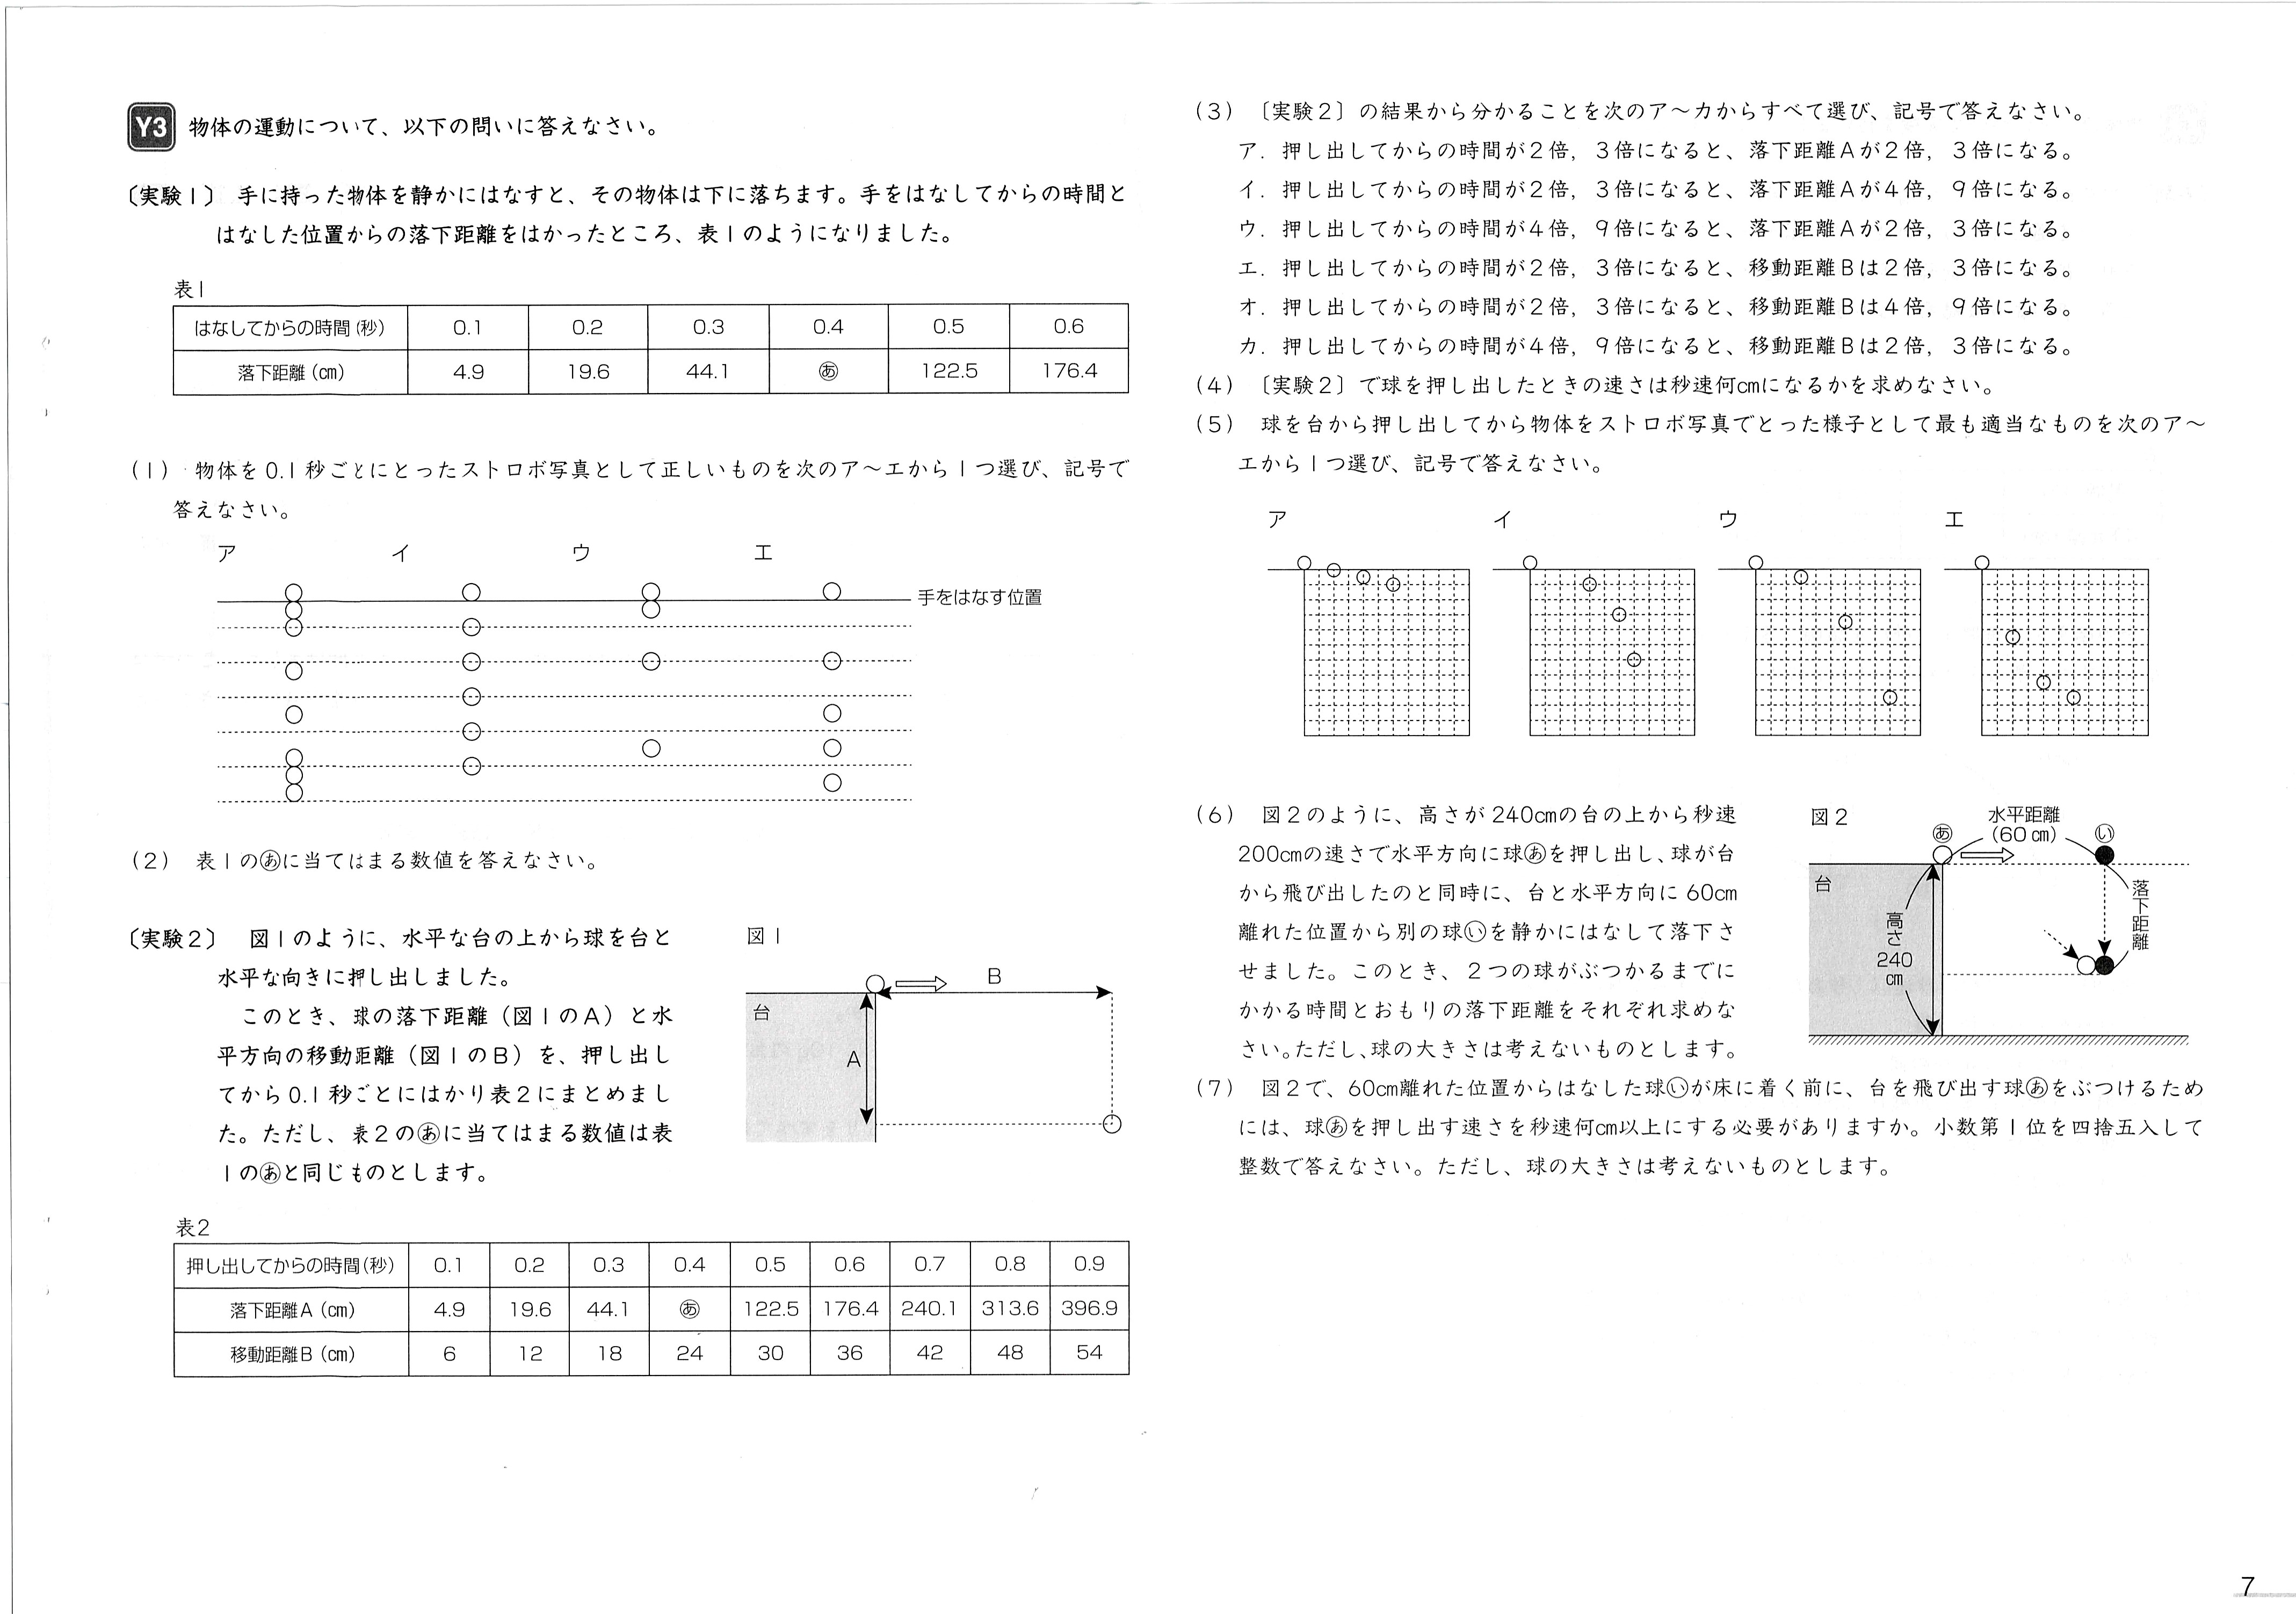 Y3 物体の運動について、以下の問いに答えなさい。
〔実験1〕 手に持った物体を静かにはなすと、その物体は下に落ちます。手をはなしてからの時間と
はなした位置からの落下距離をはかったところ、表1のようになりました。
表1
はなしてからの時間(秒) 0.1 0.2 0.3 0.4 0.5 0.6
落下距離(cm) 4.9 19.6 44.1 あ 122.5 176.4
(1) 物体を0.1秒ごとにとったストロボ写真として正しいものを次のア〜エから1つ選び、記号で
答えなさい。
ア イ ウ エ
手をはなす位置
(2) 表1のあに当てはまる数値を答えなさい。
〔実験2〕 図1のように、水平な台の上から球を台と
水平な向きに押し出しました。
このとき、球の落下距離(図1のA)と水
平方向の移動距離(図1のB)を、押し出し
てから0.1秒ごとにはかり表2にまとめまし
た。ただし、表2のあに当てはまる数値は表
1のあと同じものとします。
図1
B
台
A
表2
押し出してからの時間(秒) 0.1 0.2 0.3 0.4 0.5 0.6 0.7 0.8 0.9
落下距離A(cm) 4.9 19.6 44.1 あ 122.5 176.4 240.1 313.6 396.9
移動距離B(cm) 6 12 18 24 30 36 42 48 54
(3) 〔実験2〕の結果から分かることを次のア〜カからすべて選び、記号で答えなさい。
ア. 押し出してからの時間が2倍, 3倍になると、落下距離Aが2倍, 3倍になる。
イ. 押し出してからの時間が2倍, 3倍になると、落下距離Aが4倍, 9倍になる。
ウ. 押し出してからの時間が4倍, 9倍になると、落下距離Aが2倍, 3倍になる。
エ. 押し出してからの時間が2倍, 3倍になると、移動距離Bは2倍, 3倍になる。
オ. 押し出してからの時間が2倍, 3倍になると、移動距離Bは4倍, 9倍になる。
カ. 押し出してからの時間が4倍, 9倍になると、移動距離Bは2倍, 3倍になる。
(4) 〔実験2〕で球を押し出したときの速さは秒速何cmになるかを求めなさい。
(5) 球を台から押し出してから物体をストロボ写真でとった様子として最も適当なものを次のア〜
エから1つ選び、記号で答えなさい。
ア イ ウ エ
(6) 図2のように、高さが240cmの台の上から秒速
200cmの速さで水平方向に球あを押し出し、球が台
から飛び出したのと同時に、台と水平方向に60cm
離れた位置から別の球いを静かにはなして落下さ
せました。このとき、2つの球がぶつかるまでに
かかる時間とおもりの落下距離をそれぞれ求めな
さい。ただし、球の大きさは考えないものとします。
図2
水平距離
(60cm)
あ
い
台
高さ
240
cm
落下距離
(7) 図2で、60cm離れた位置からはなした球いが床に着く前に、台を飛び出す球あをぶつけるため
には、球あを押し出す速さを秒速何cm以上にする必要がありますか。小数第1位を四捨五入して
整数で答えなさい。ただし、球の大きさは考えないものとします。
7